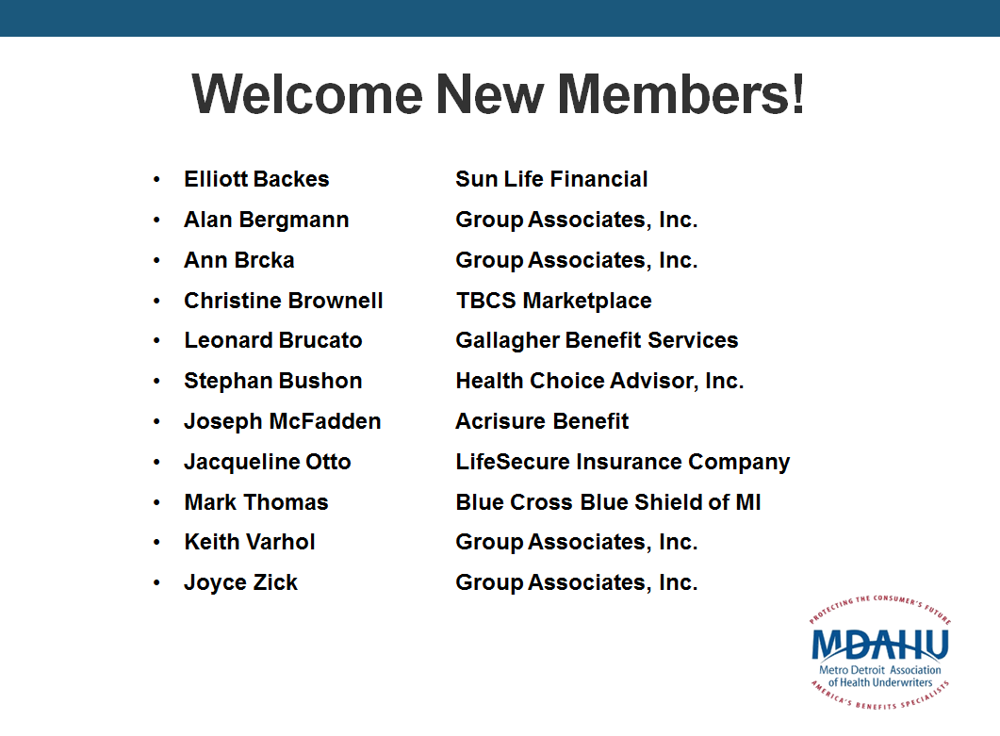 Welcome New Members!
• Elliott Backes Sun Life Financial
• Alan Bergmann Group Associates, Inc.
• Ann Brcka Group Associates, Inc.
• Christine Brownell TBCS Marketplace
• Leonard Brucato Gallagher Benefit Services
• Stephan Bushon Health Choice Advisor, Inc.
• Joseph McFadden Acrisure Benefit
• Jacqueline Otto LifeSecure Insurance Company
• Mark Thomas Blue Cross Blue Shield of MI
• Keith Varhol Group Associates, Inc.
• Joyce Zick Group Associates, Inc.
PROTECTING THE CONSUMER'S FUTURE
MDAHU
Metro Detroit Association
of Health Underwriters
AMERICA'S BENEFITS SPECIALISTS